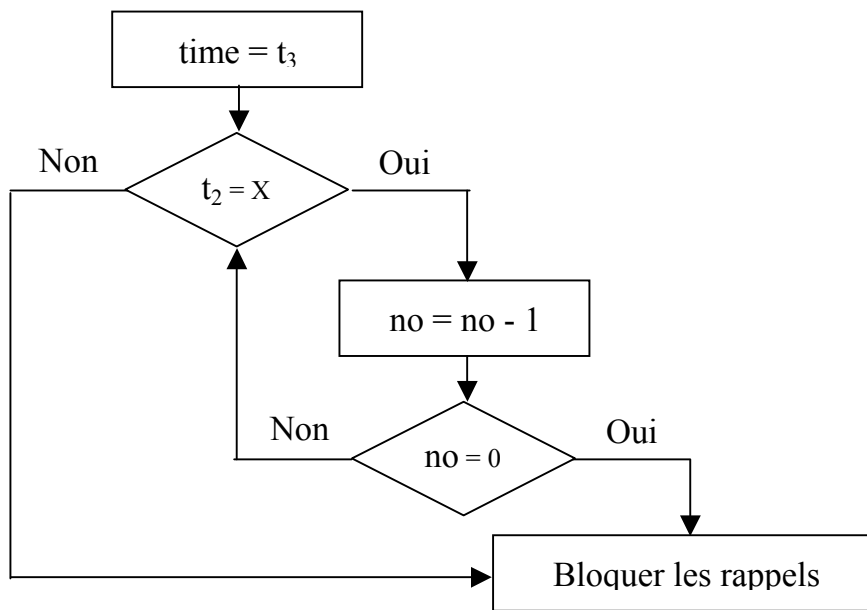 time = t₃
Non
Oui
t₂ = X
no = no - 1
Non
Oui
no = 0
Bloquer les rappels